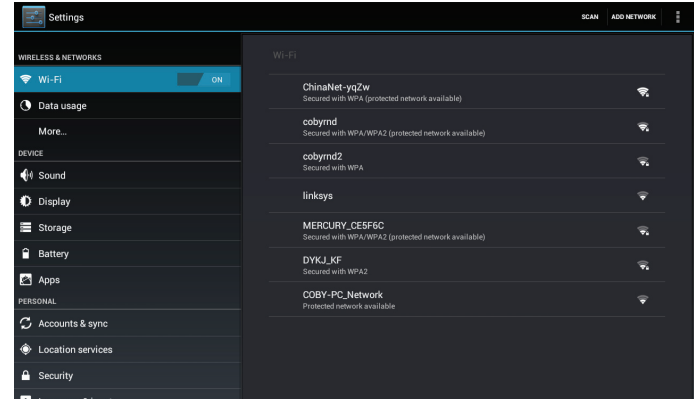 Settings
SCAN
ADD NETWORK
WIRELESS & NETWORKS
Wi-Fi
ON
Data usage
More...
DEVICE
Sound
Display
Storage
Battery
Apps
PERSONAL
Accounts & sync
Location services
Security
Wi-Fi
ChinaNet-yqZw
Secured with WPA (protected network available)
cobyrnd
Secured with WPA/WPA2 (protected network available)
cobyrnd2
Secured with WPA
linksys
MERCURY_CE5F6C
Secured with WPA/WPA2 (protected network available)
DYKJ_KF
Secured with WPA2
COBY-PC_Network
Protected network available